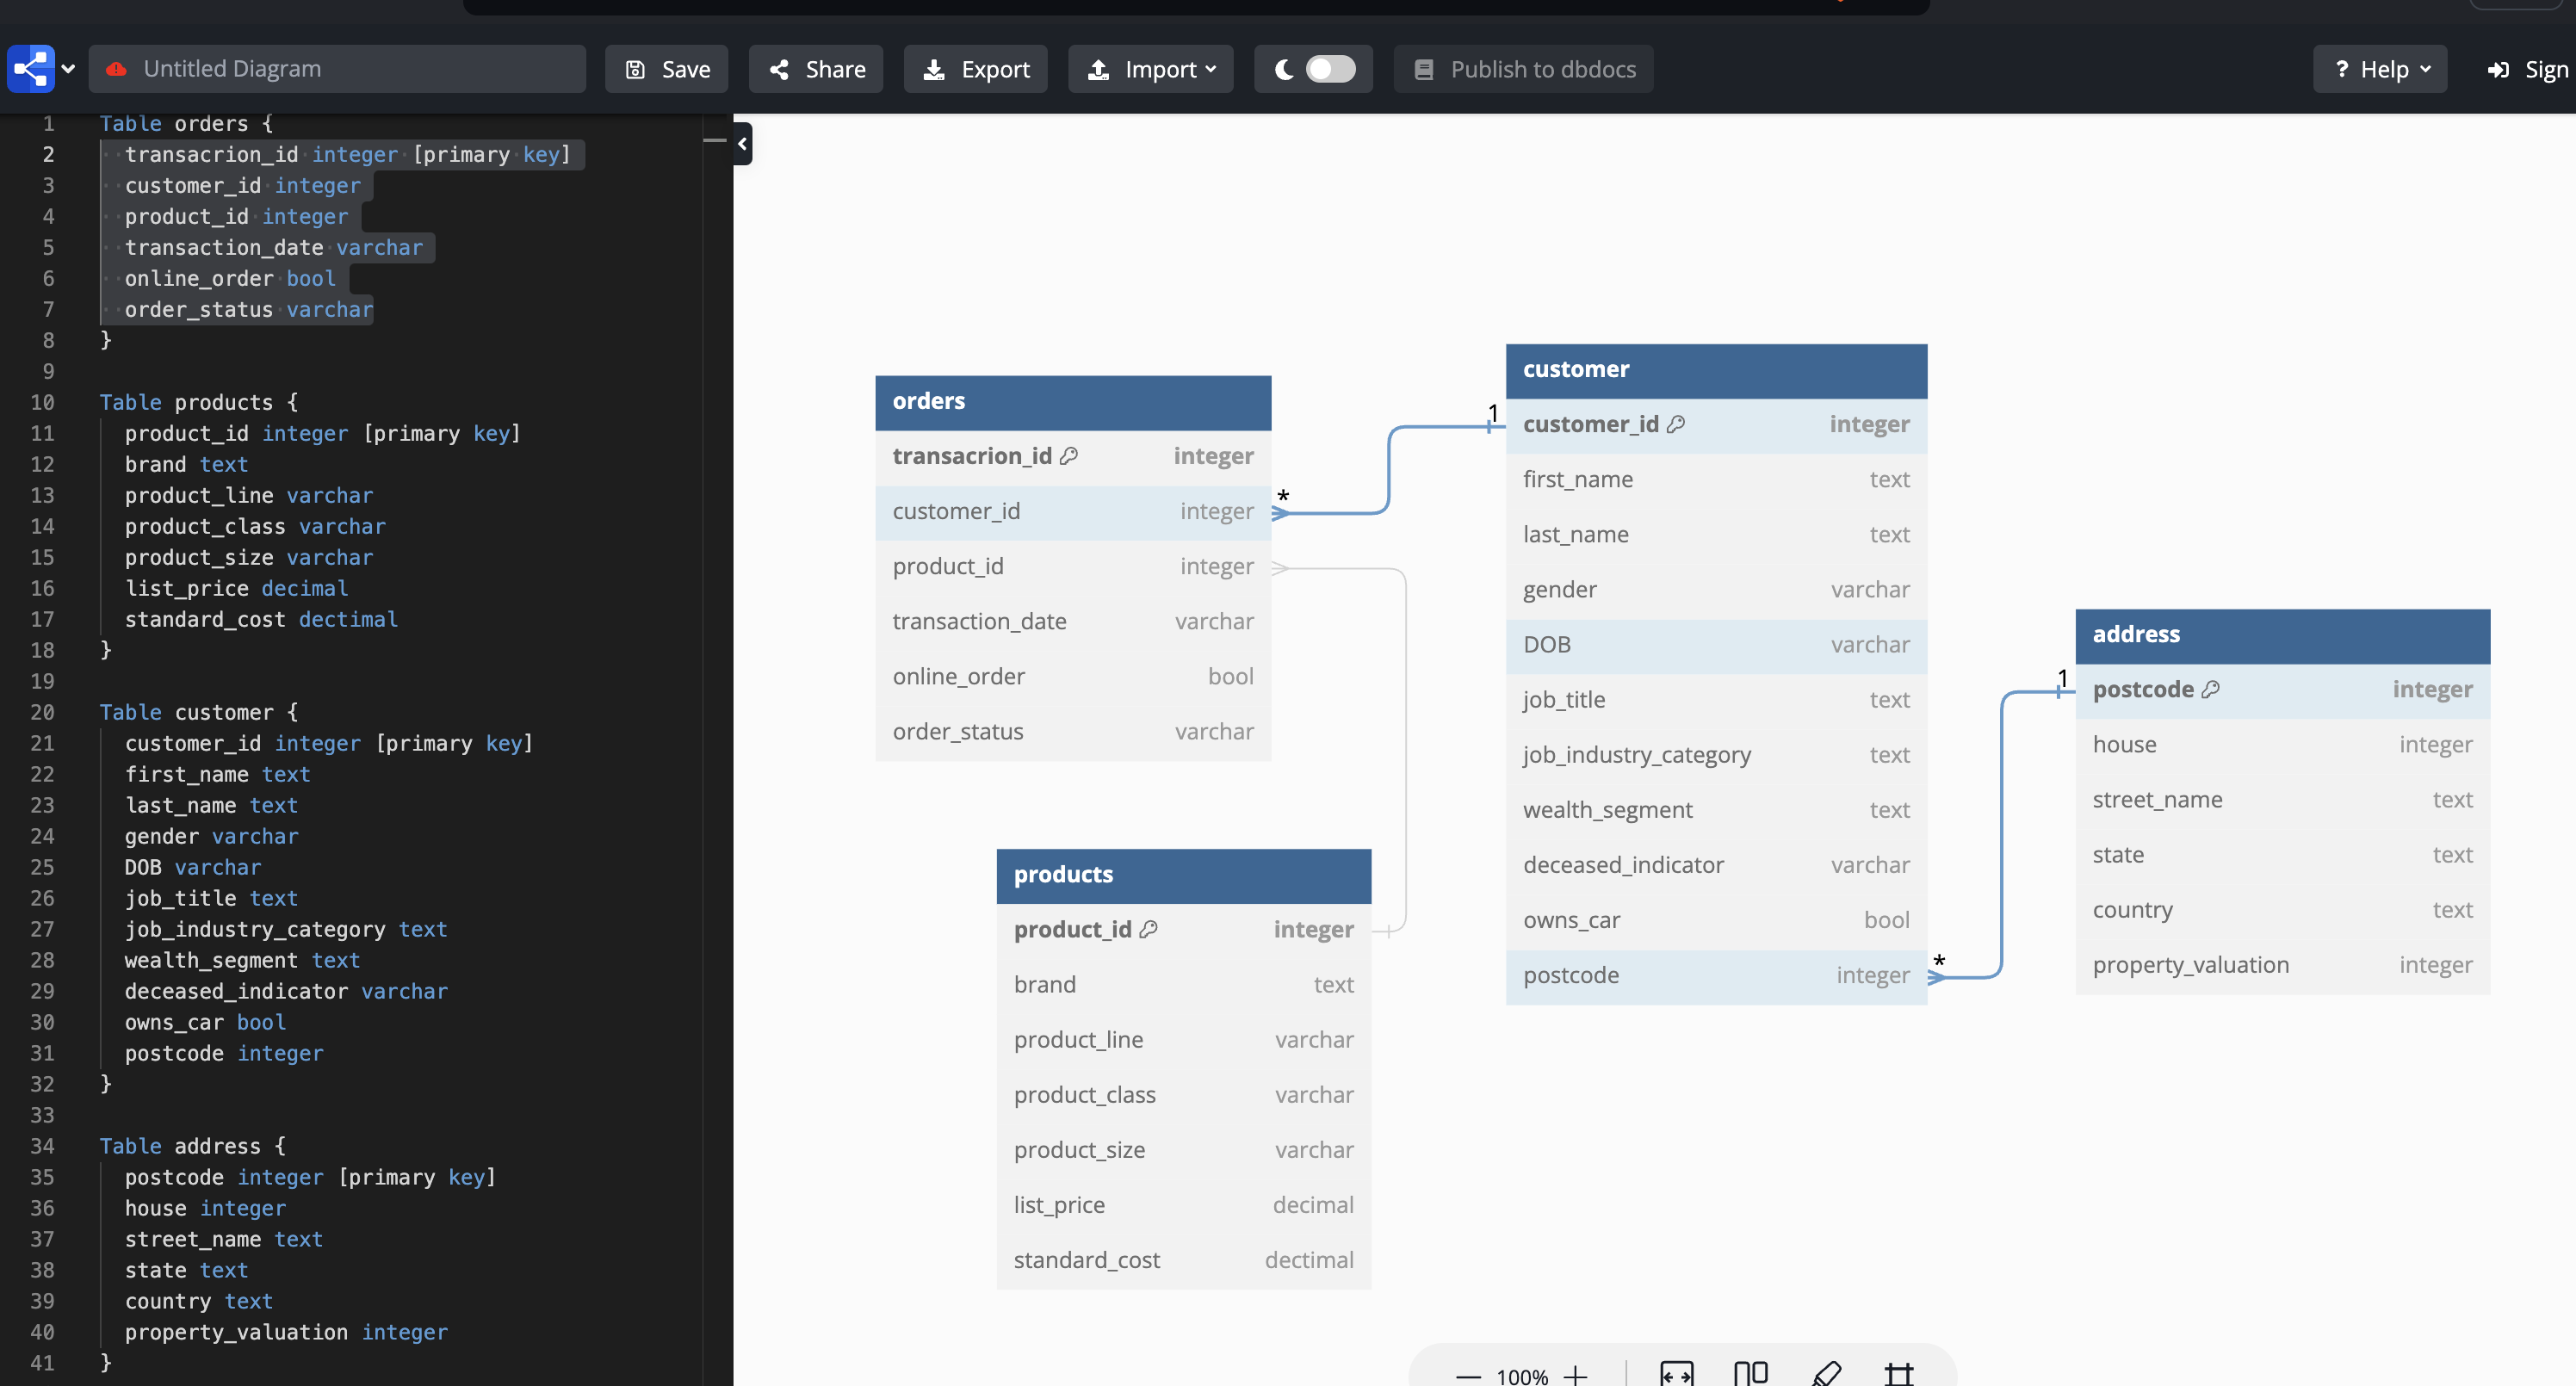 Untitled Diagram
Save
Share
Export
Import
Publish to dbdocs
? Help
Sign
1 Table orders {
2 transacrion_id integer [primary key]
3 customer_id integer
4 product_id integer
5 transaction_date varchar
6 online_order bool
7 order_status varchar
8 }
9
10 Table products {
11 product_id integer [primary key]
12 brand text
13 product_line varchar
14 product_class varchar
15 product_size varchar
16 list_price decimal
17 standard_cost dectimal
18 }
19
20 Table customer {
21 customer_id integer [primary key]
22 first_name text
23 last_name text
24 gender varchar
25 DOB varchar
26 job_title text
27 job_industry_category text
28 wealth_segment text
29 deceased_indicator varchar
30 owns_car bool
31 postcode integer
32 }
33
34 Table address {
35 postcode integer [primary key]
36 house integer
37 street_name text
38 state text
39 country text
40 property_valuation integer
41 }
orders
transacrion_id integer
customer_id integer
*
product_id integer
transaction_date varchar
online_order bool
order_status varchar
products
product_id integer
brand text
product_line varchar
product_class varchar
product_size varchar
list_price decimal
standard_cost dectimal
customer
1
customer_id integer
first_name text
last_name text
gender varchar
DOB varchar
job_title text
job_industry_category text
wealth_segment text
deceased_indicator varchar
owns_car bool
postcode integer
*
address
1
postcode integer
house integer
street_name text
state text
country text
property_valuation integer
100%